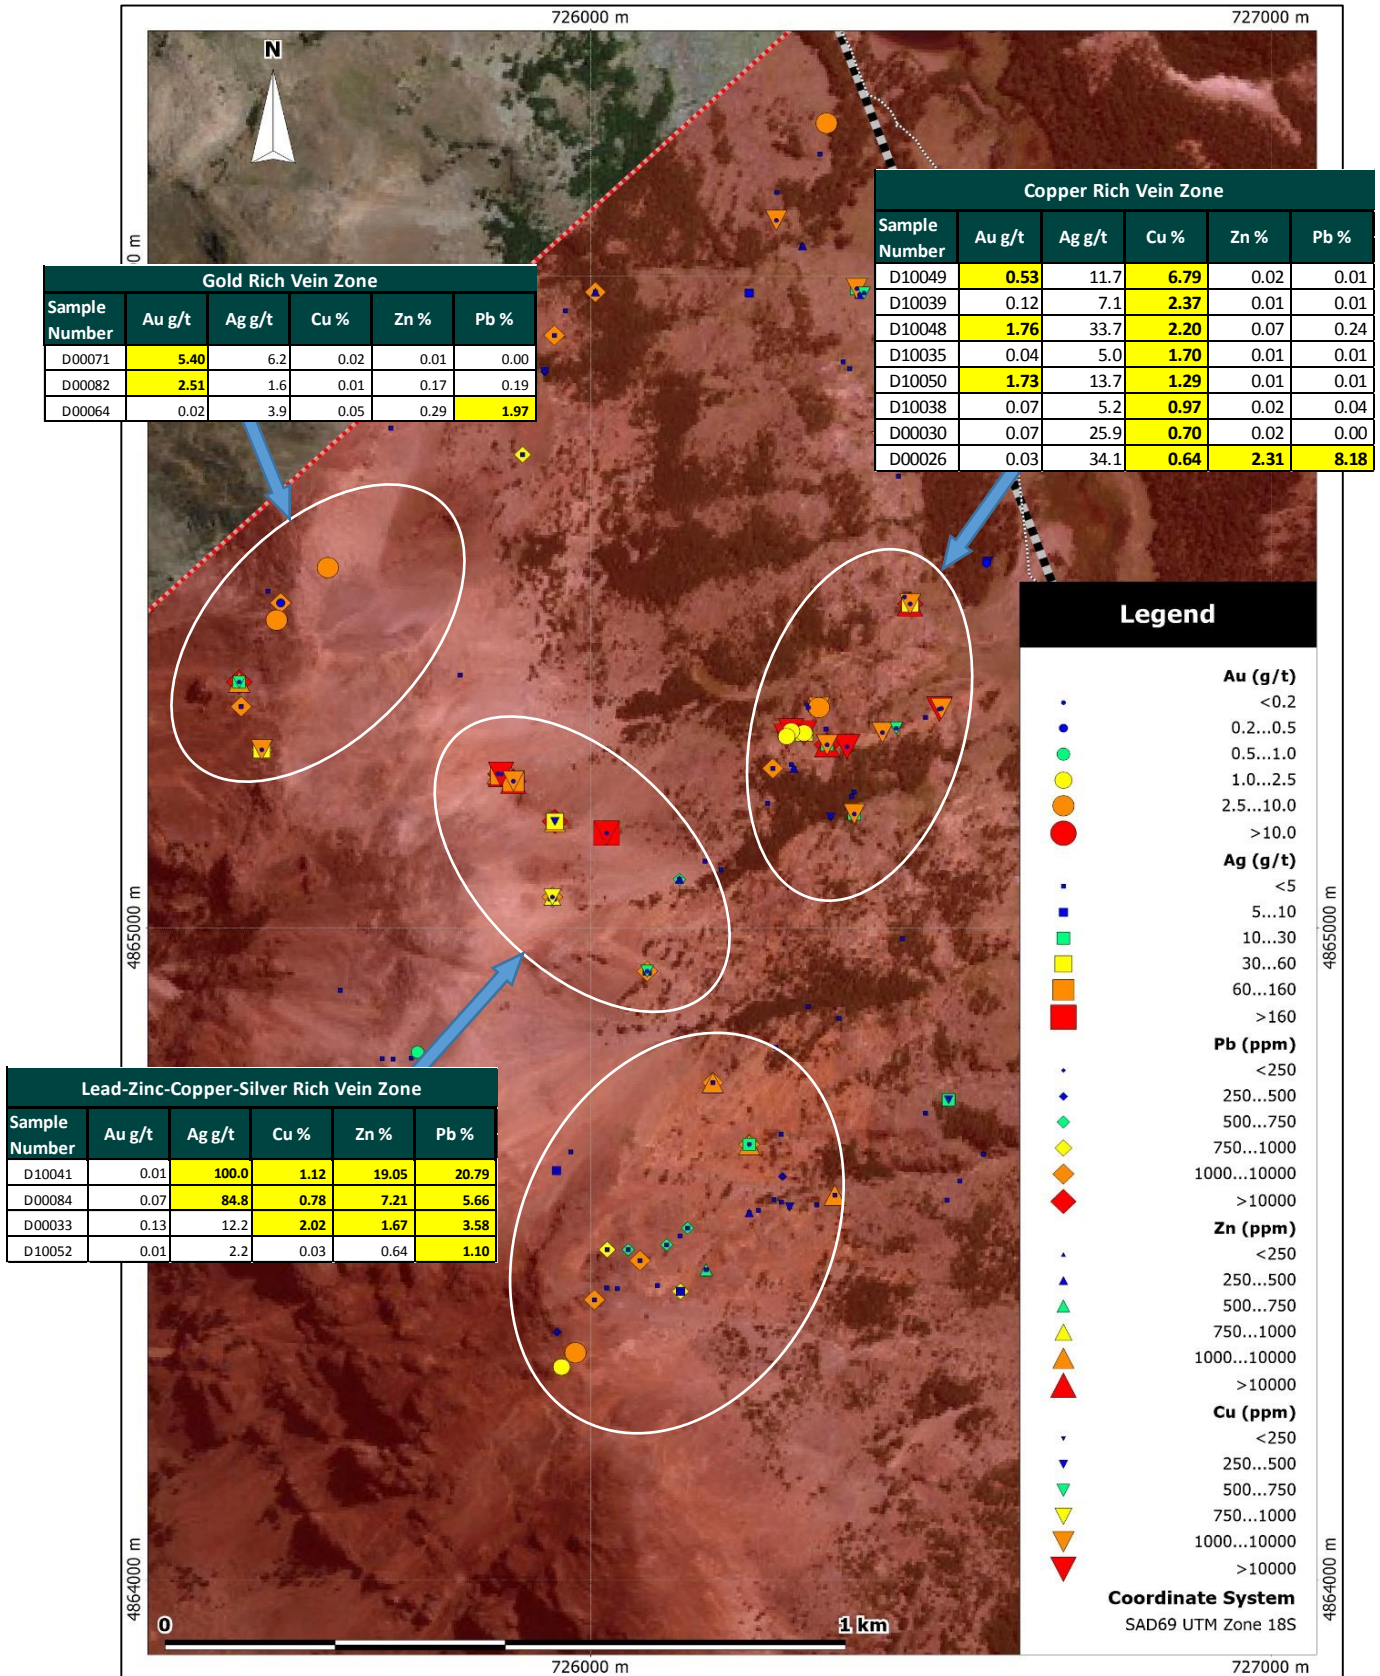 726000 m
727000 m
N
0 m
Copper Rich Vein Zone
Sample Number Au g/t Ag g/t Cu % Zn % Pb %
D10049 0.53 11.7 6.79 0.02 0.01
D10039 0.12 7.1 2.37 0.01 0.01
D10048 1.76 33.7 2.20 0.07 0.24
D10035 0.04 5.0 1.70 0.01 0.01
D10050 1.73 13.7 1.29 0.01 0.01
D10038 0.07 5.2 0.97 0.02 0.04
D00030 0.07 25.9 0.70 0.02 0.00
D00026 0.03 34.1 0.64 2.31 8.18
Gold Rich Vein Zone
Sample Number Au g/t Ag g/t Cu % Zn % Pb %
D00071 5.40 6.2 0.02 0.01 0.00
D00082 2.51 1.6 0.01 0.17 0.19
D00064 0.02 3.9 0.05 0.29 1.97
4865000 m
4865000 m
Lead-Zinc-Copper-Silver Rich Vein Zone
Sample Number Au g/t Ag g/t Cu % Zn % Pb %
D10041 0.01 100.0 1.12 19.05 20.79
D00084 0.07 84.8 0.78 7.21 5.66
D00033 0.13 12.2 2.02 1.67 3.58
D10052 0.01 2.2 0.03 0.64 1.10
Legend
Au (g/t)
<0.2
0.2...0.5
0.5...1.0
1.0...2.5
2.5...10.0
>10.0
Ag (g/t)
<5
5...10
10...30
30...60
60...160
>160
Pb (ppm)
<250
250...500
500...750
750...1000
1000...10000
>10000
Zn (ppm)
<250
250...500
500...750
750...1000
1000...10000
>10000
Cu (ppm)
<250
250...500
500...750
750...1000
1000...10000
>10000
Coordinate System
SAD69 UTM Zone 18S
4864000 m
4864000 m
0
1 km
726000 m
727000 m